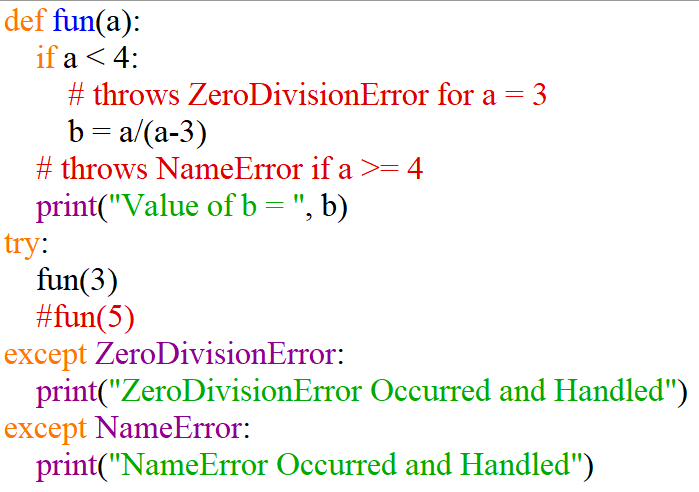 def fun(a):
    if a < 4:
        # throws ZeroDivisionError for a = 3
        b = a/(a-3)
    # throws NameError if a >= 4
    print("Value of b = ", b)
try:
    fun(3)
    #fun(5)
except ZeroDivisionError:
    print("ZeroDivisionError Occurred and Handled")
except NameError:
    print("NameError Occurred and Handled")